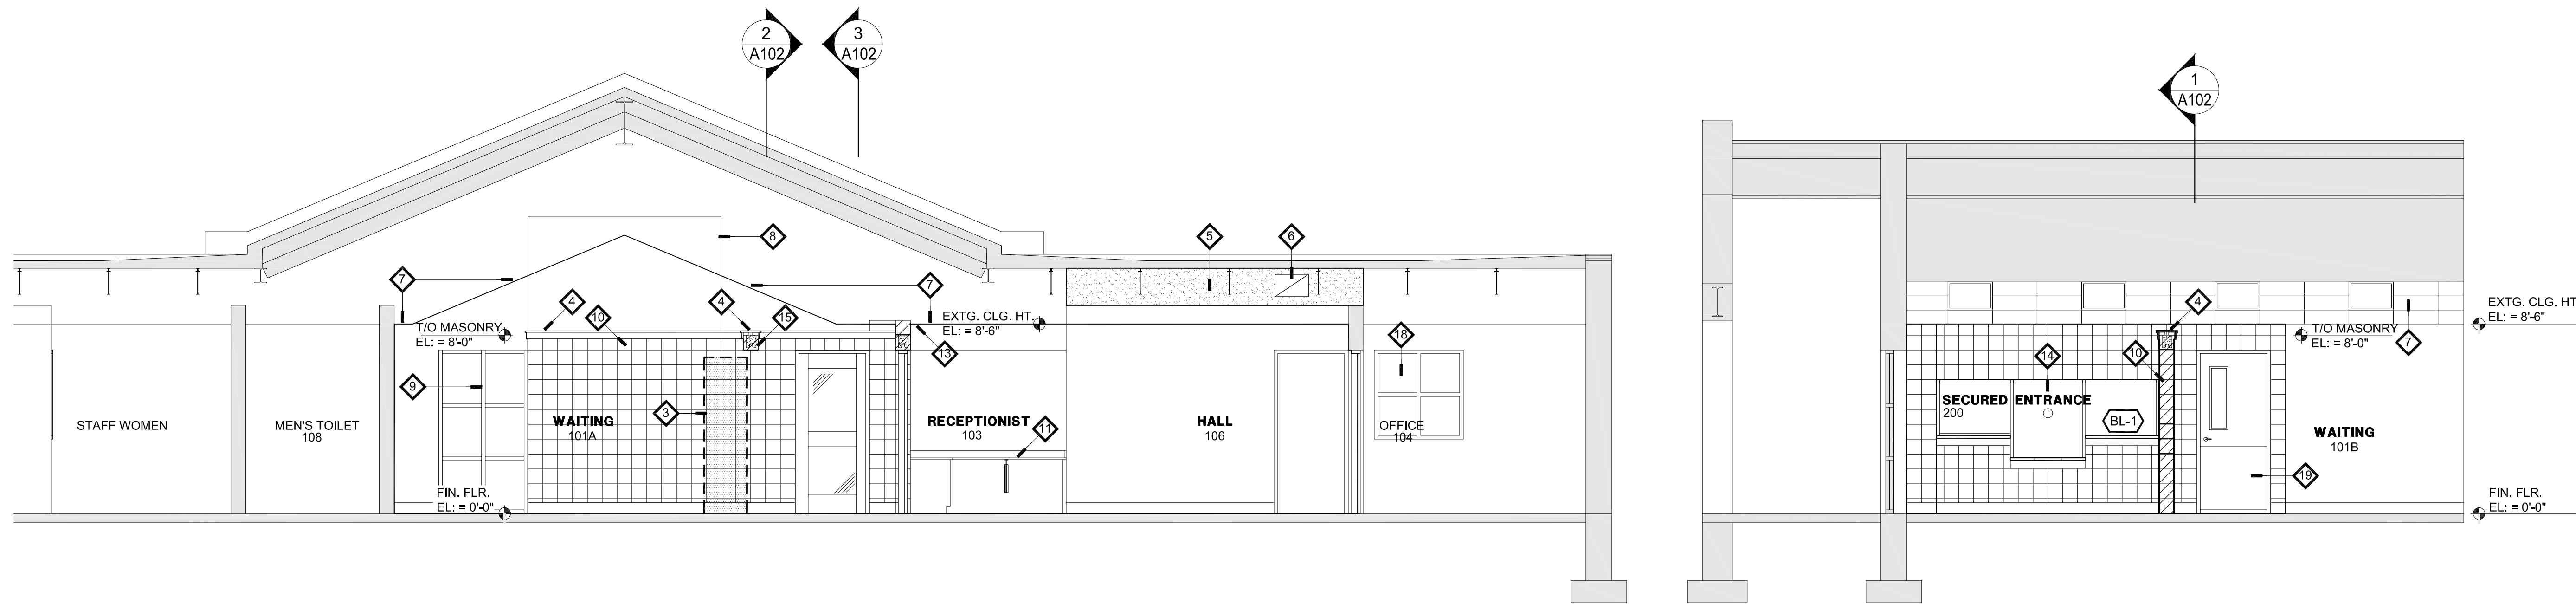 2
A102
3
A102
8
5
6
7
7
4
10
4
15
T/O MASONRY
EL: = 8'-0"
EXTG. CLG. HT.
EL: = 8'-6"
13
18
9
3
STAFF WOMEN
MEN'S TOILET
108
WAITING
101A
RECEPTIONIST
103
11
HALL
106
OFFICE
104
FIN. FLR.
EL: = 0'-0"
1
A102
4
EXTG. CLG. HT
EL: = 8'-6"
T/O MASONRY
EL: = 8'-0"
7
14
10
SECURED ENTRANCE
200
BL-1
WAITING
101B
19
FIN. FLR.
EL: = 0'-0"